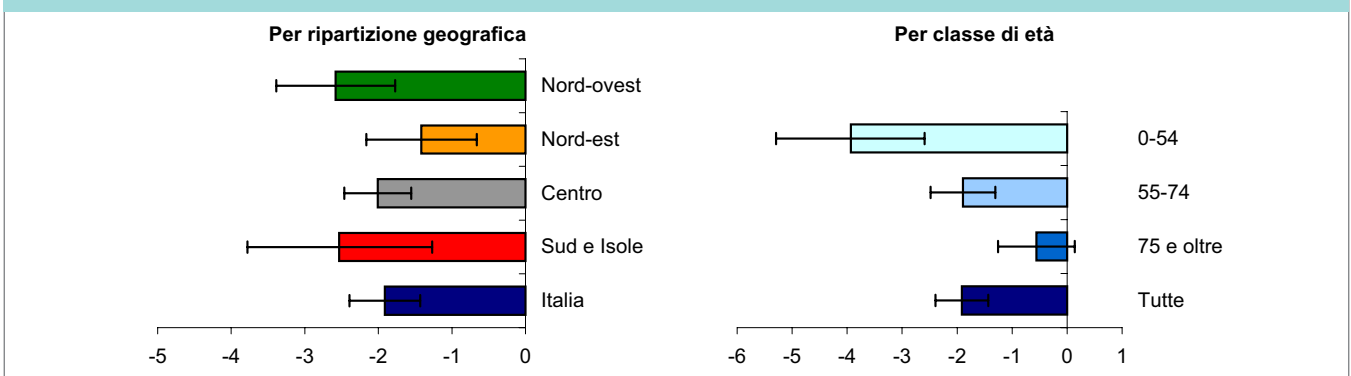 Per ripartizione geografica
Nord-ovest
Nord-est
Centro
Sud e Isole
Italia
-5 -4 -3 -2 -1 0
Per classe di età
0-54
55-74
75 e oltre
Tutte
-6 -5 -4 -3 -2 -1 0 1